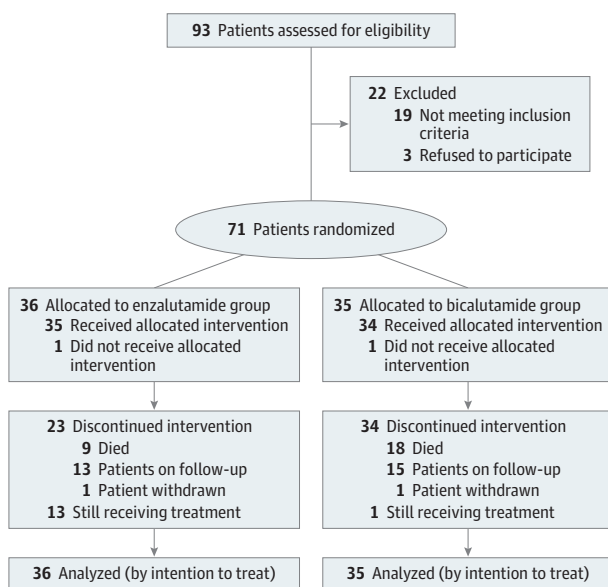 93 Patients assessed for eligibility
22 Excluded
19 Not meeting inclusion
criteria
3 Refused to participate
71 Patients randomized
36 Allocated to enzalutamide group
35 Received allocated intervention
1 Did not receive allocated
intervention
35 Allocated to bicalutamide group
34 Received allocated intervention
1 Did not receive allocated
intervention
23 Discontinued intervention
9 Died
13 Patients on follow-up
1 Patient withdrawn
13 Still receiving treatment
34 Discontinued intervention
18 Died
15 Patients on follow-up
1 Patient withdrawn
1 Still receiving treatment
36 Analyzed (by intention to treat)
35 Analyzed (by intention to treat)